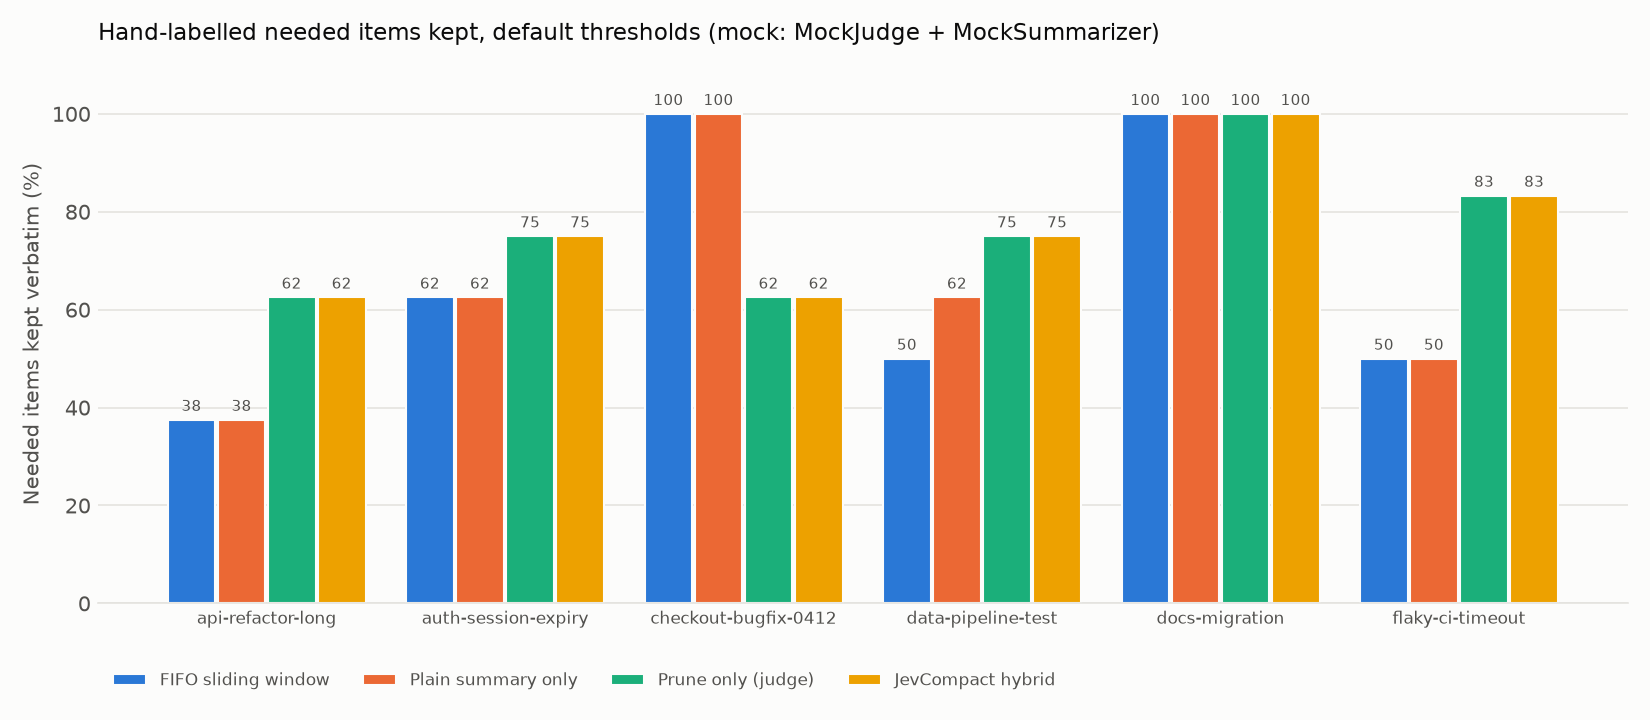 Hand-labelled needed items kept, default thresholds (mock: MockJudge + MockSummarizer)
Needed items kept verbatim (%)
100
80
60
40
20
0
38 38 62 62
62 62 75 75
100 100 62 62
50 62 75 75
100 100 100 100
50 50 83 83
api-refactor-long auth-session-expiry checkout-bugfix-0412 data-pipeline-test docs-migration flaky-ci-timeout
FIFO sliding window Plain summary only Prune only (judge) JevCompact hybrid